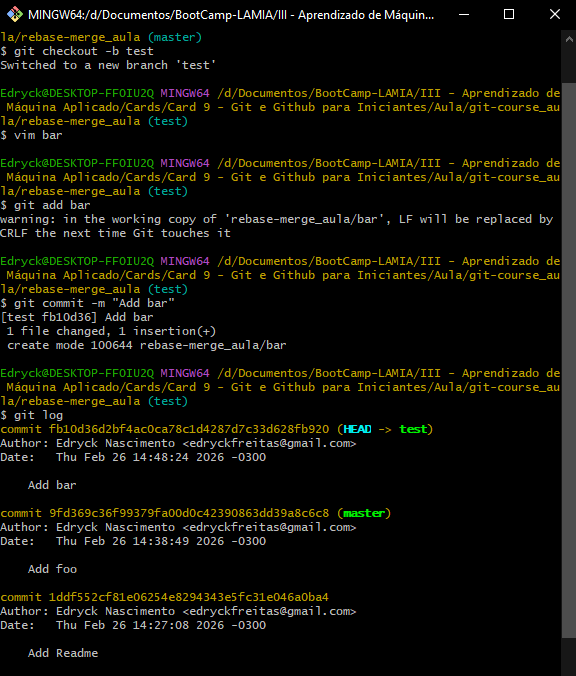 MINGW64:/d/Documentos/BootCamp-LAMIA/III - Aprendizado de Máquin...
la/rebase-merge_aula (master)
$ git checkout -b test
Switched to a new branch 'test'
Edryck@DESKTOP-FFOIU2Q MINGW64 /d/Documentos/BootCamp-LAMIA/III - Aprendizado de
 Máquina Aplicado/Cards/Card 9 - Git e Github para Iniciantes/Aula/git-course_au
la/rebase-merge_aula (test)
$ vim bar
Edryck@DESKTOP-FFOIU2Q MINGW64 /d/Documentos/BootCamp-LAMIA/III - Aprendizado de
 Máquina Aplicado/Cards/Card 9 - Git e Github para Iniciantes/Aula/git-course_au
la/rebase-merge_aula (test)
$ git add bar
warning: in the working copy of 'rebase-merge_aula/bar', LF will be replaced by
CRLF the next time Git touches it
Edryck@DESKTOP-FFOIU2Q MINGW64 /d/Documentos/BootCamp-LAMIA/III - Aprendizado de
 Máquina Aplicado/Cards/Card 9 - Git e Github para Iniciantes/Aula/git-course_au
la/rebase-merge_aula (test)
$ git commit -m "Add bar"
[test fb10d36] Add bar
 1 file changed, 1 insertion(+)
 create mode 100644 rebase-merge_aula/bar
Edryck@DESKTOP-FFOIU2Q MINGW64 /d/Documentos/BootCamp-LAMIA/III - Aprendizado de
 Máquina Aplicado/Cards/Card 9 - Git e Github para Iniciantes/Aula/git-course_au
la/rebase-merge_aula (test)
$ git log
commit fb10d36d2bf4ac0ca78c1d4287d7c33d628fb920 (HEAD -> test)
Author: Edryck Nascimento <edryckfreitas@gmail.com>
Date:   Thu Feb 26 14:48:24 2026 -0300
    Add bar
commit 9fd369c36f99379fa00d0c42390863dd39a8c6c8 (master)
Author: Edryck Nascimento <edryckfreitas@gmail.com>
Date:   Thu Feb 26 14:38:49 2026 -0300
    Add foo
commit 1ddf552cf81e06254e8294343e5fc31e046a0ba4
Author: Edryck Nascimento <edryckfreitas@gmail.com>
Date:   Thu Feb 26 14:27:08 2026 -0300
    Add Readme